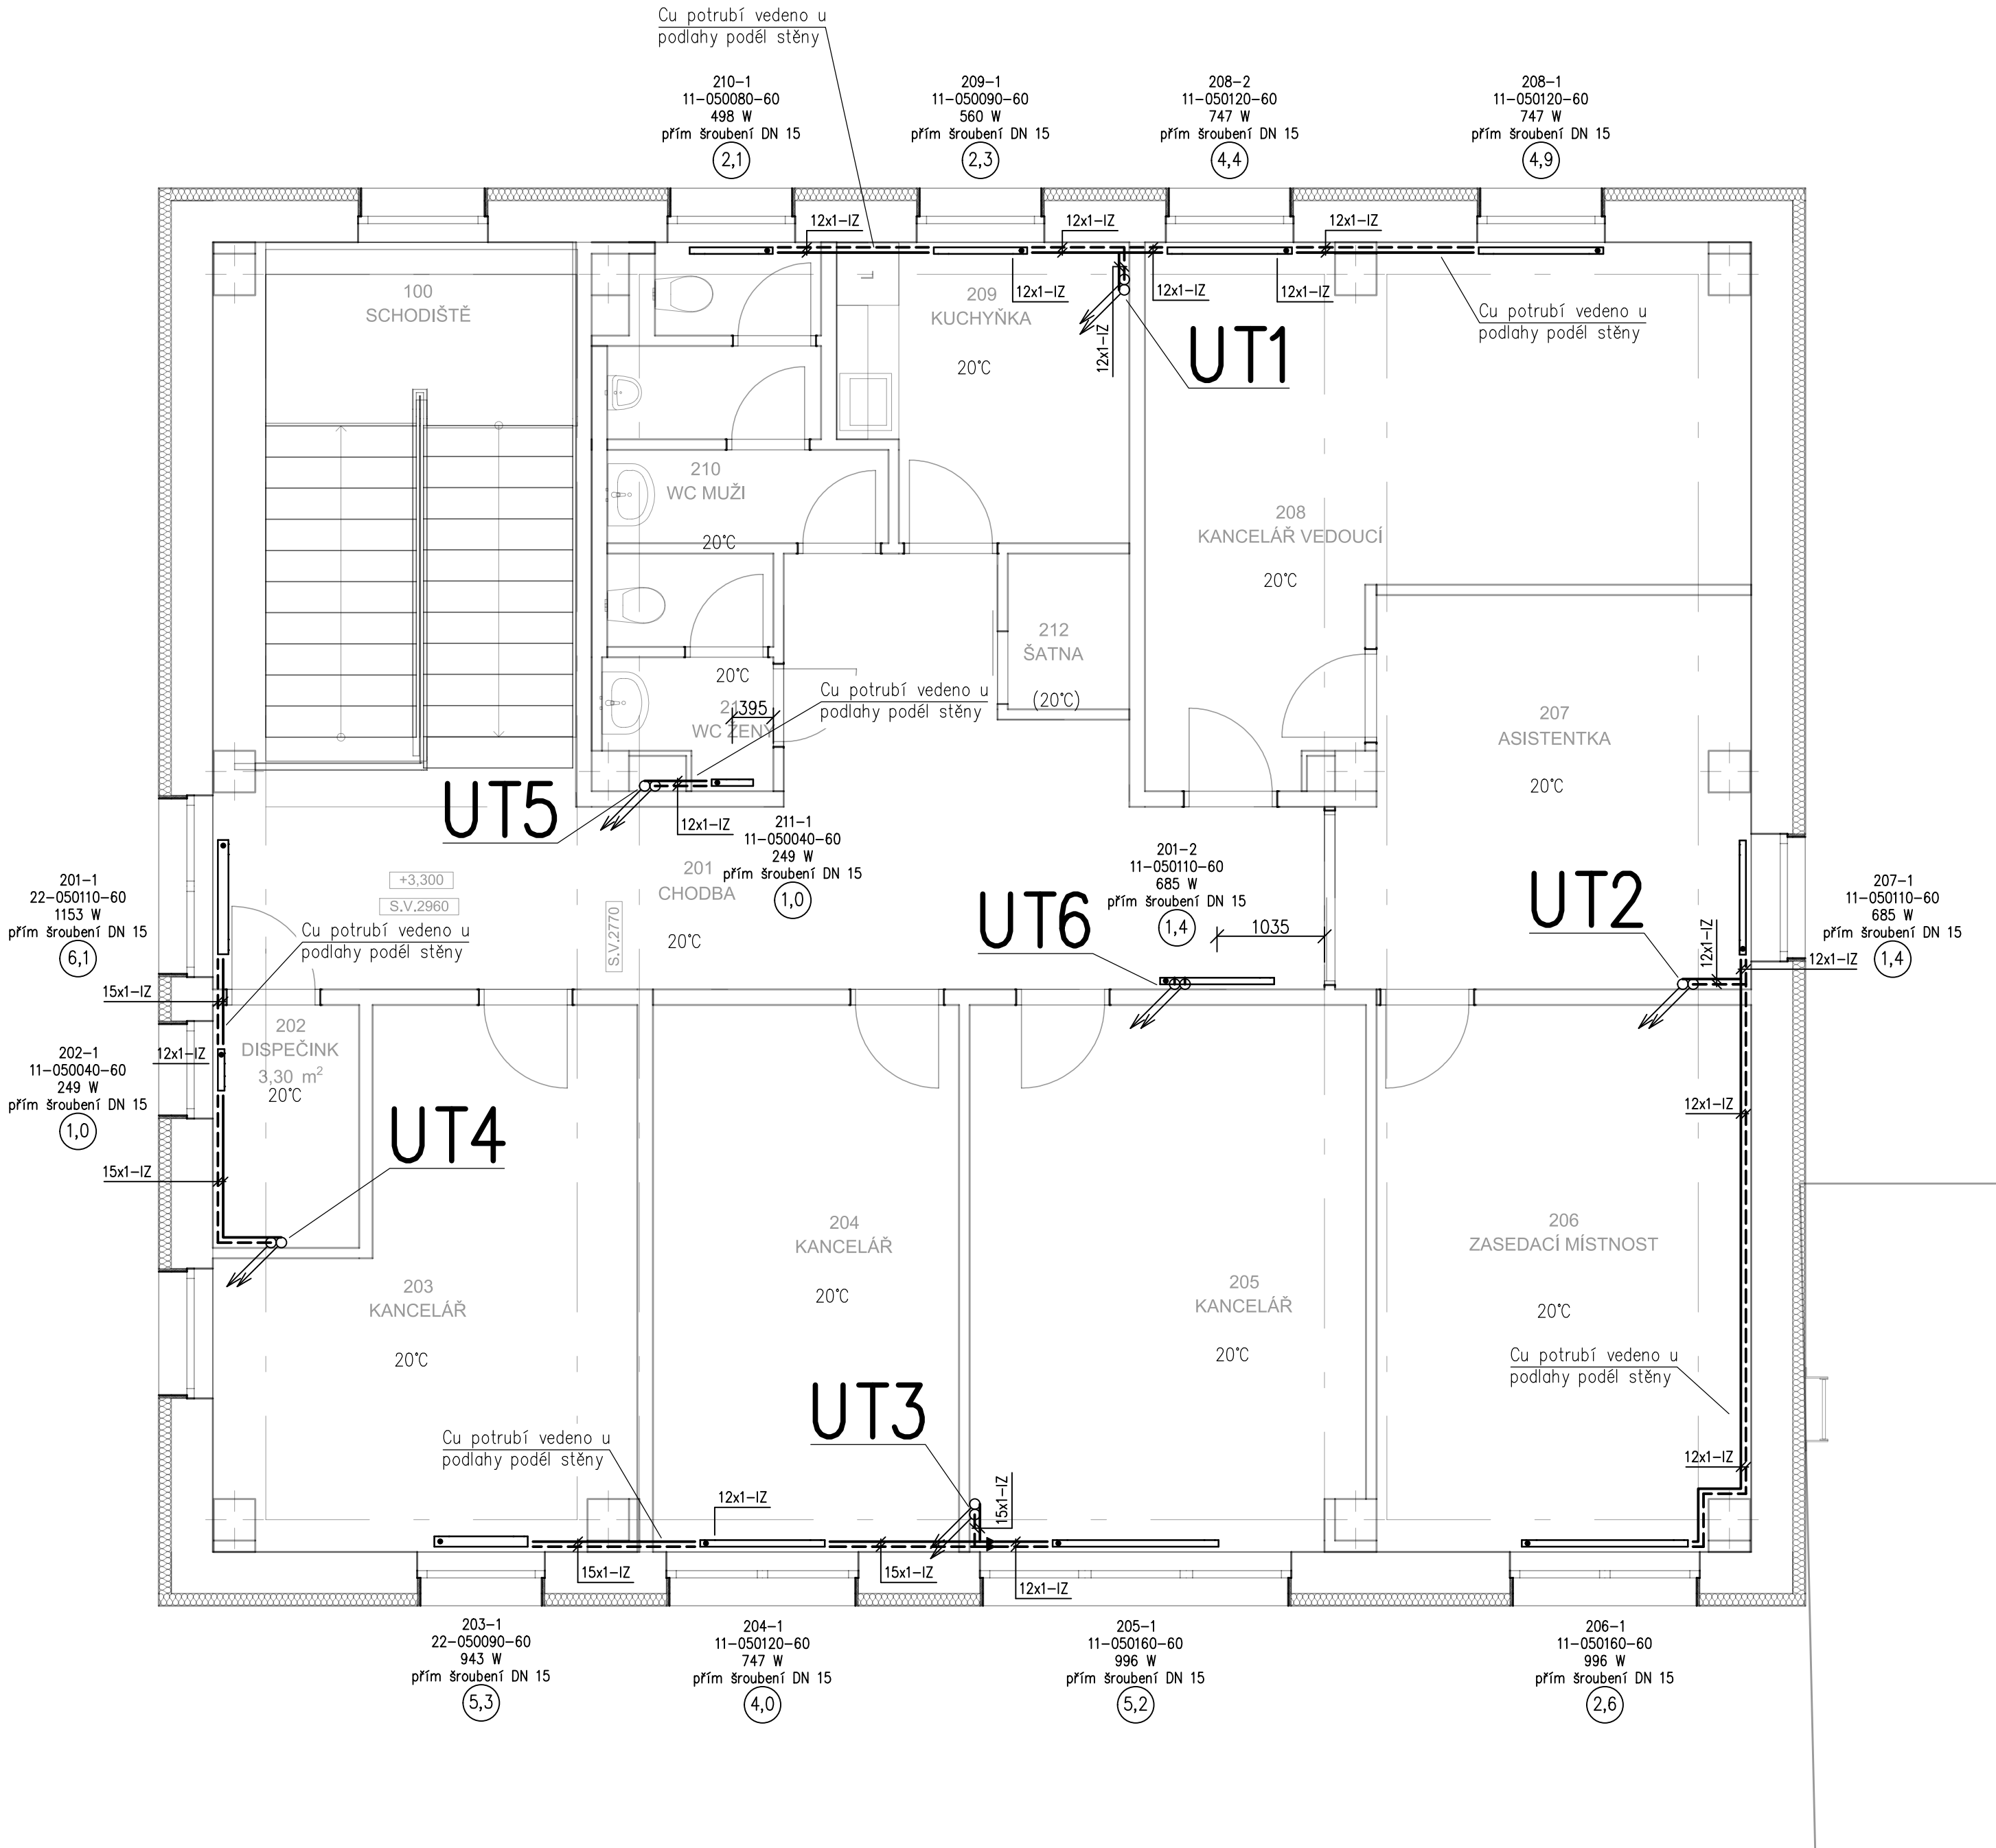 Cu potrubí vedeno u
podlahy podél stěny
210-1
11-050080-60
498 W
přím šroubení DN 15
2,1
209-1
11-050090-60
560 W
přím šroubení DN 15
2,3
208-2
11-050120-60
747 W
přím šroubení DN 15
4,4
208-1
11-050120-60
747 W
přím šroubení DN 15
4,9
12x1-IZ
12x1-IZ
12x1-IZ
12x1-IZ
12x1-IZ
12x1-IZ
12x1-IZ
100
SCHODIŠTĚ
209
KUCHYŇKA
20°C
UT1
Cu potrubí vedeno u
podlahy podél stěny
210
WC MUŽI
20°C
208
KANCELÁŘ VEDOUCÍ
20°C
212
ŠATNA
(20°C)
20°C
WC ŽENY
395
Cu potrubí vedeno u
podlahy podél stěny
207
ASISTENTKA
20°C
UT5
12x1-IZ
211-1
11-050040-60
249 W
přím šroubení DN 15
1,0
201-2
11-050110-60
685 W
přím šroubení DN 15
1,4
1035
UT6
UT2
12x1-IZ
12x1-IZ
207-1
11-050110-60
685 W
přím šroubení DN 15
1,4
201-1
22-050110-60
1153 W
přím šroubení DN 15
6,1
+3,300
S.V.2960
S.V.2770
201
CHODBA
20°C
Cu potrubí vedeno u
podlahy podél stěny
15x1-IZ
202-1
11-050040-60
249 W
přím šroubení DN 15
1,0
12x1-IZ
202
DISPEČINK
3,30 m²
20°C
15x1-IZ
UT4
12x1-IZ
203
KANCELÁŘ
20°C
204
KANCELÁŘ
20°C
205
KANCELÁŘ
20°C
206
ZASEDACÍ MÍSTNOST
20°C
Cu potrubí vedeno u
podlahy podél stěny
UT3
Cu potrubí vedeno u
podlahy podél stěny
12x1-IZ
15x1-IZ
12x1-IZ
15x1-IZ
15x1-IZ
12x1-IZ
203-1
22-050090-60
943 W
přím šroubení DN 15
5,3
204-1
11-050120-60
747 W
přím šroubení DN 15
4,0
205-1
11-050160-60
996 W
přím šroubení DN 15
5,2
206-1
11-050160-60
996 W
přím šroubení DN 15
2,6